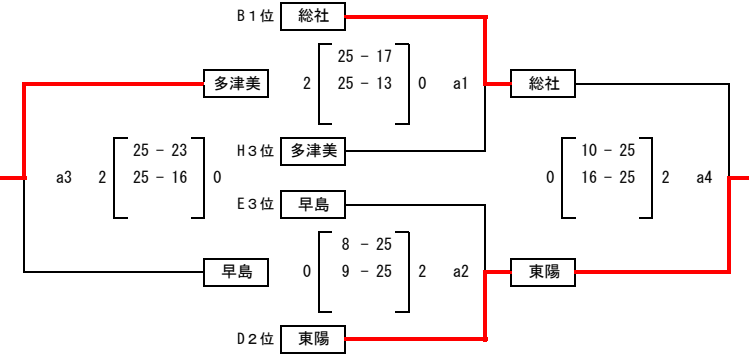 B1位 総社
25 - 17
多津美 2 25 - 13 0 a1 総社
H3位 多津美 25 - 23 10 - 25
a3 2 25 - 16 0 0 16 - 25 2 a4
E3位 早島
8 - 25
早島 0 9 - 25 2 a2 東陽
D2位 東陽